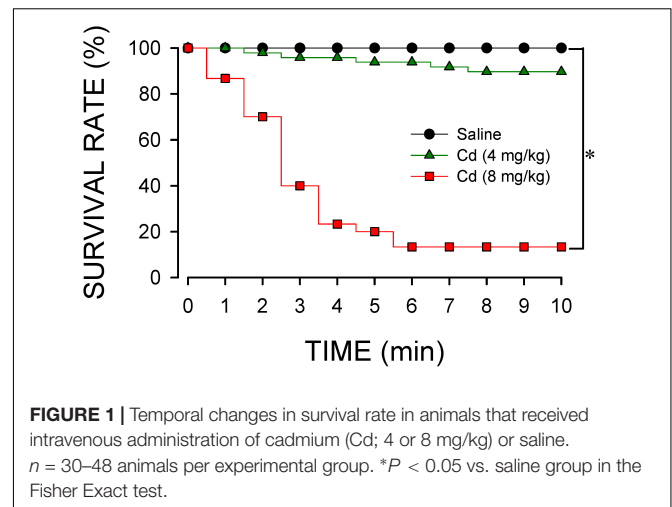 SURVIVAL RATE (%)
100
80
60
40
20
0
Saline
Cd (4 mg/kg)
Cd (8 mg/kg)
*
0 1 2 3 4 5 6 7 8 9 10
TIME (min)
FIGURE 1 | Temporal changes in survival rate in animals that received
intravenous administration of cadmium (Cd; 4 or 8 mg/kg) or saline.
n = 30–48 animals per experimental group. *P < 0.05 vs. saline group in the
Fisher Exact test.